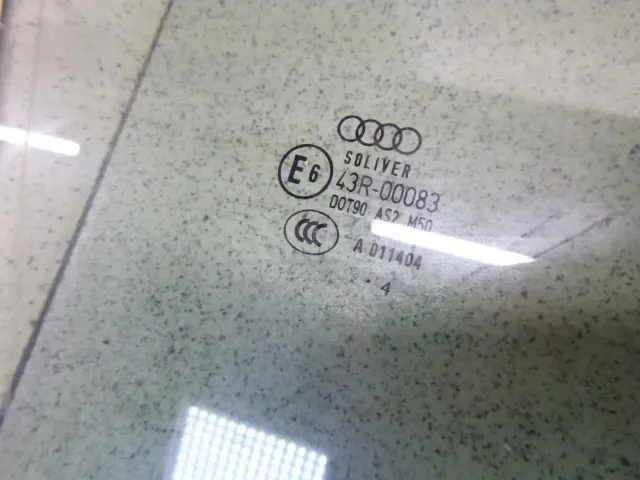 SOLIVER
E6 43R-00083
DOT90 AS2 M50
CCC A 011404
. . 4